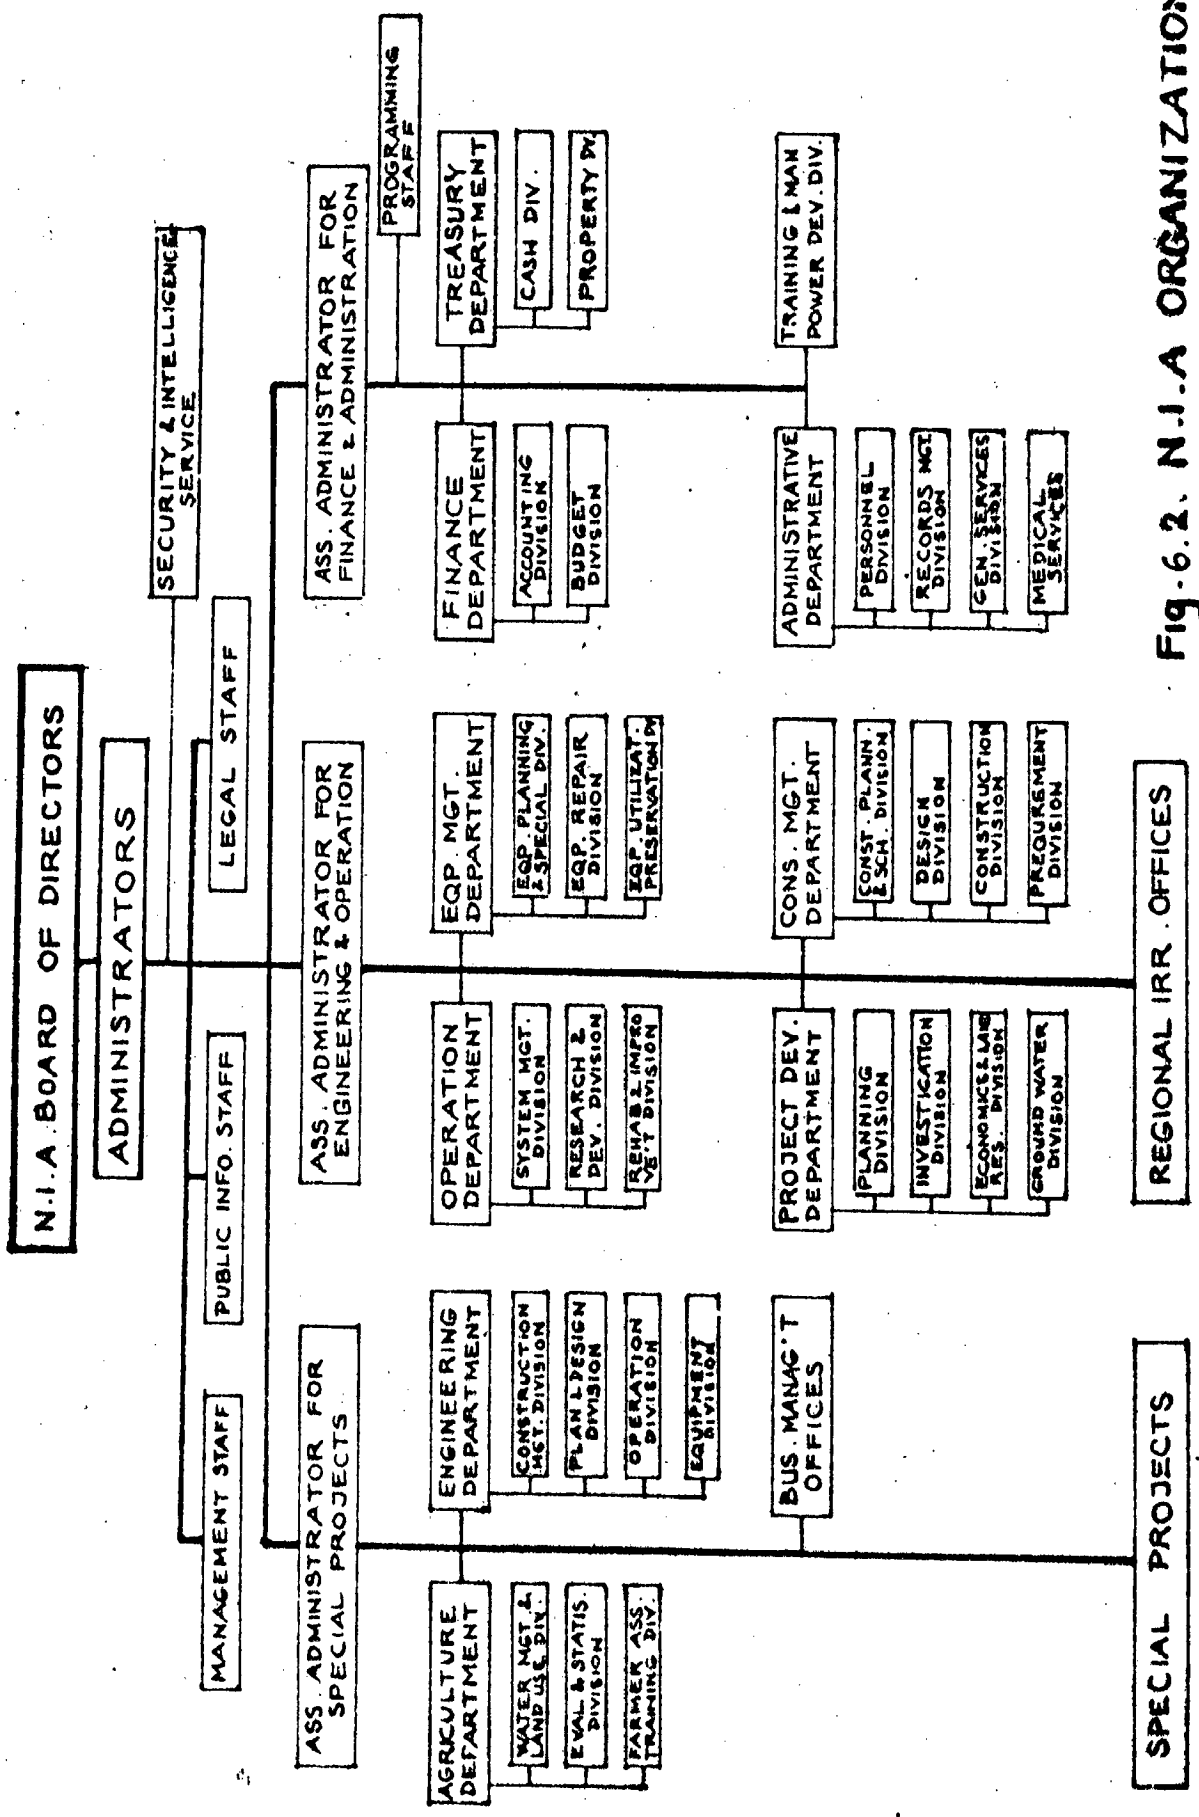 N.I.A. BOARD OF DIRECTORS
ADMINISTRATORS
SECURITY & INTELLIGENCE
SERVICE
MANAGEMENT STAFF
PUBLIC INFO. STAFF
LEGAL STAFF
ASS. ADMINISTRATOR FOR
SPECIAL PROJECTS
ASS. ADMINISTRATOR FOR
ENGINEERING & OPERATION
ASS. ADMINISTRATOR FOR
FINANCE & ADMINISTRATION
PROGRAMMING
STAFF
AGRICULTURE
DEPARTMENT
WATER MGT. &
LAND USE DIV.
EVAL & STATIS.
DIVISION
FARMER ASS.
TRAINING DIV.
ENGINEERING
DEPARTMENT
CONSTRUCTION
MGT. DIVISION
PLAN & DESIGN
DIVISION
OPERATION
DIVISION
EQUIPMENT
DIVISION
OPERATION
DEPARTMENT
SYSTEM MGT.
DIVISION
RESEARCH &
DEV. DIVISION
REHAB & IMPRO
VE'T DIVISION
EQP. MGT.
DEPARTMENT
EQP. PLANNING
& SPECIAL DIV.
EQP. REPAIR
DIVISION
EQP. UTILIZAT.
PRESERVATION DV
FINANCE
DEPARTMENT
ACCOUNTING
DIVISION
BUDGET
DIVISION
TREASURY
DEPARTMENT
CASH DIV.
PROPERTY DV.
BUS. MANAG'T
OFFICES
PROJECT DEV.
DEPARTMENT
PLANNING
DIVISION
INVESTIGATION
DIVISION
ECONOMICS & LAND
RES. DIVISION
GROUND WATER
DIVISION
CONS. MGT.
DEPARTMENT
CONST. PLANN.
& SCH. DIVISION
DESIGN
DIVISION
CONSTRUCTION
DIVISION
PREQUREMENT
DIVISION
ADMINISTRATIVE
DEPARTMENT
PERSONNEL
DIVISION
RECORDS MGT.
DIVISION
GEN. SERVICES
DIVISION
MEDICAL
SERVICES
TRAINING & MAN
POWER DEV. DIV.
SPECIAL PROJECTS
REGIONAL IRR. OFFICES
Fig. 6.2. N.I.A ORGANIZATION